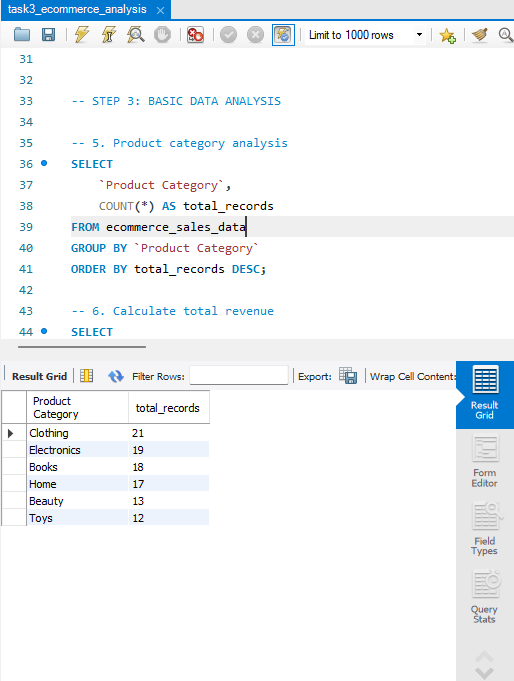 task3_ecommerce_analysis ×
Limit to 1000 rows
31
32
33 -- STEP 3: BASIC DATA ANALYSIS
34
35 -- 5. Product category analysis
36 SELECT
37 `Product Category`,
38 COUNT(*) AS total_records
39 FROM ecommerce_sales_data
40 GROUP BY `Product Category`
41 ORDER BY total_records DESC;
42
43 -- 6. Calculate total revenue
44 SELECT
Result Grid Filter Rows: Export: Wrap Cell Content:
Product
Category total_records
Clothing 21
Electronics 19
Books 18
Home 17
Beauty 13
Toys 12
Result
Grid
Form
Editor
Field
Types
Query
Stats